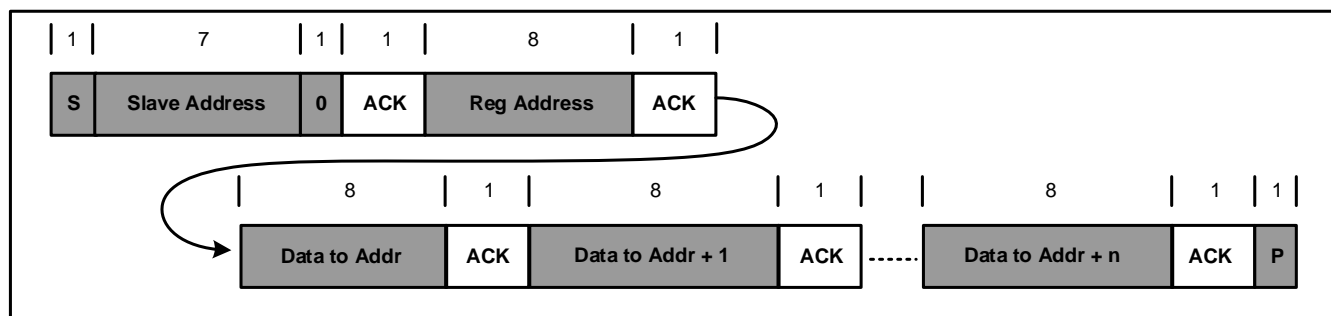 1 7 1 1 8 1
S Slave Address 0 ACK Reg Address ACK
8 1 8 1 8 1 1
Data to Addr ACK Data to Addr + 1 ACK Data to Addr + n ACK P